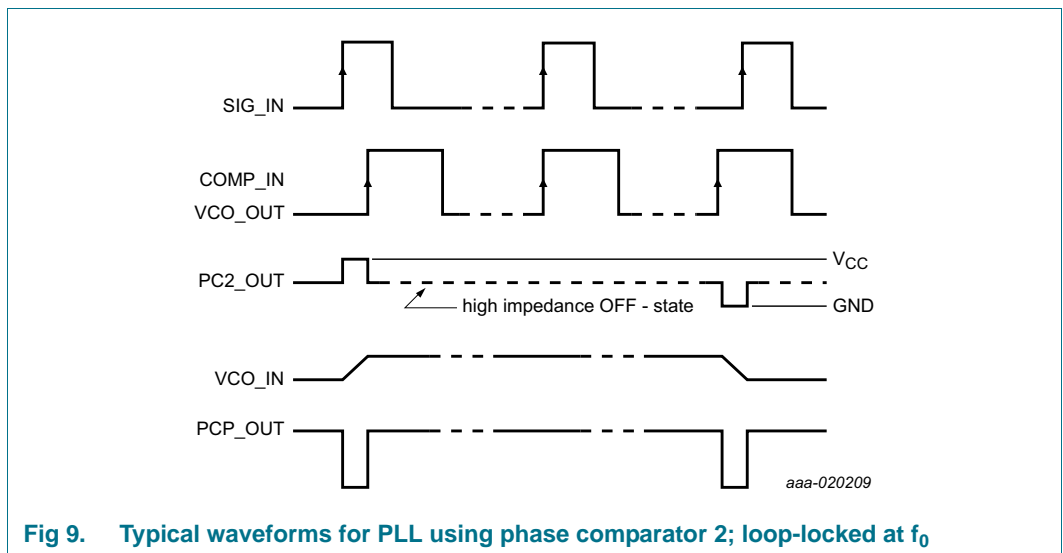 SIG_IN
COMP_IN
VCO_OUT
VCC
PC2_OUT
high impedance OFF - state
GND
VCO_IN
PCP_OUT
aaa-020209
Fig 9. Typical waveforms for PLL using phase comparator 2; loop-locked at f0